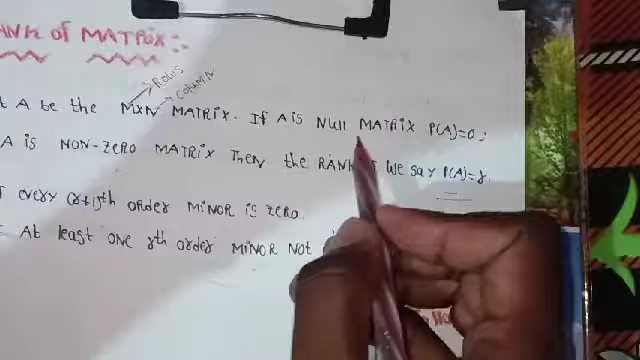 ANK OF MATRIX:-
ROWS
COLUMN
t A be the MXN MATRIX. If A is Null MATRIX P(A)=0;
A is NON-ZERO MATRIX Then the RANK we say P(A)=r.
every (r+1)th order MINOR is ZERO.
At least one rth order MINOR NOT